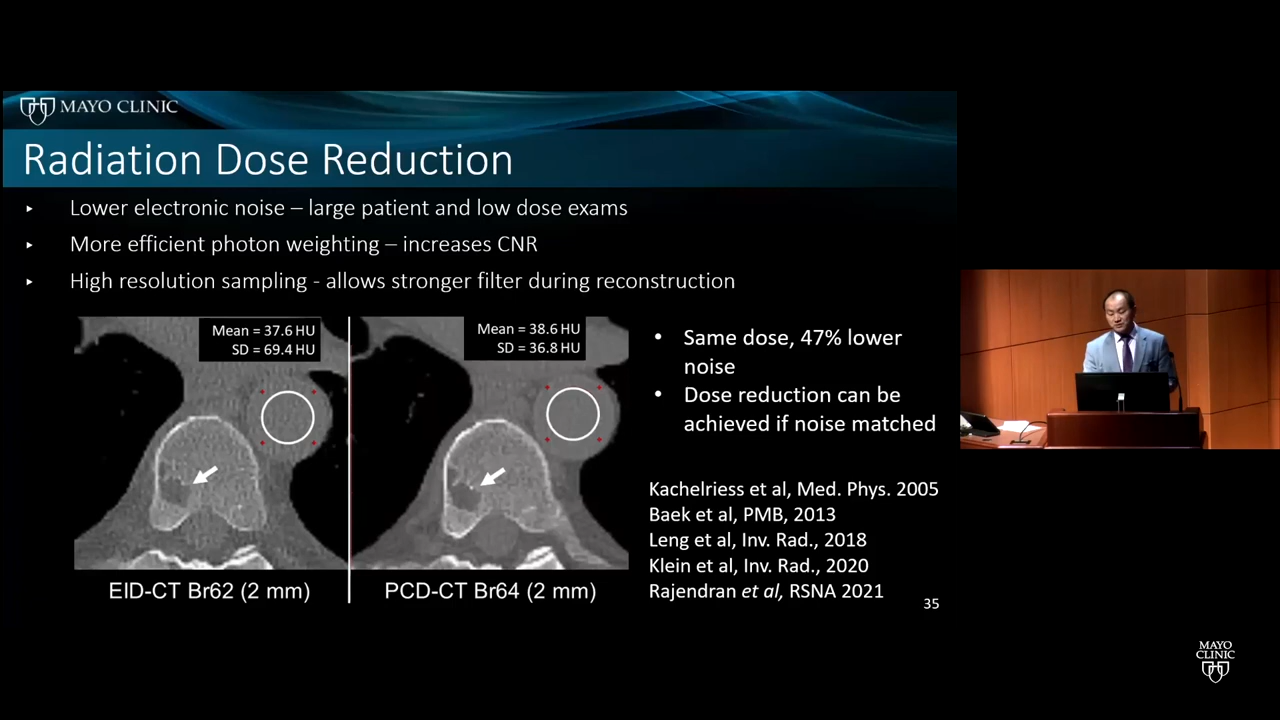 MAYO CLINIC
Radiation Dose Reduction
‣ Lower electronic noise – large patient and low dose exams
‣ More efficient photon weighting – increases CNR
‣ High resolution sampling - allows stronger filter during reconstruction
Mean = 37.6 HU
SD = 69.4 HU
Mean = 38.6 HU
SD = 36.8 HU
EID-CT Br62 (2 mm)
PCD-CT Br64 (2 mm)
• Same dose, 47% lower
noise
• Dose reduction can be
achieved if noise matched
Kachelriess et al, Med. Phys. 2005
Baek et al, PMB, 2013
Leng et al, Inv. Rad., 2018
Klein et al, Inv. Rad., 2020
Rajendran et al, RSNA 2021
35
MAYO
CLINIC